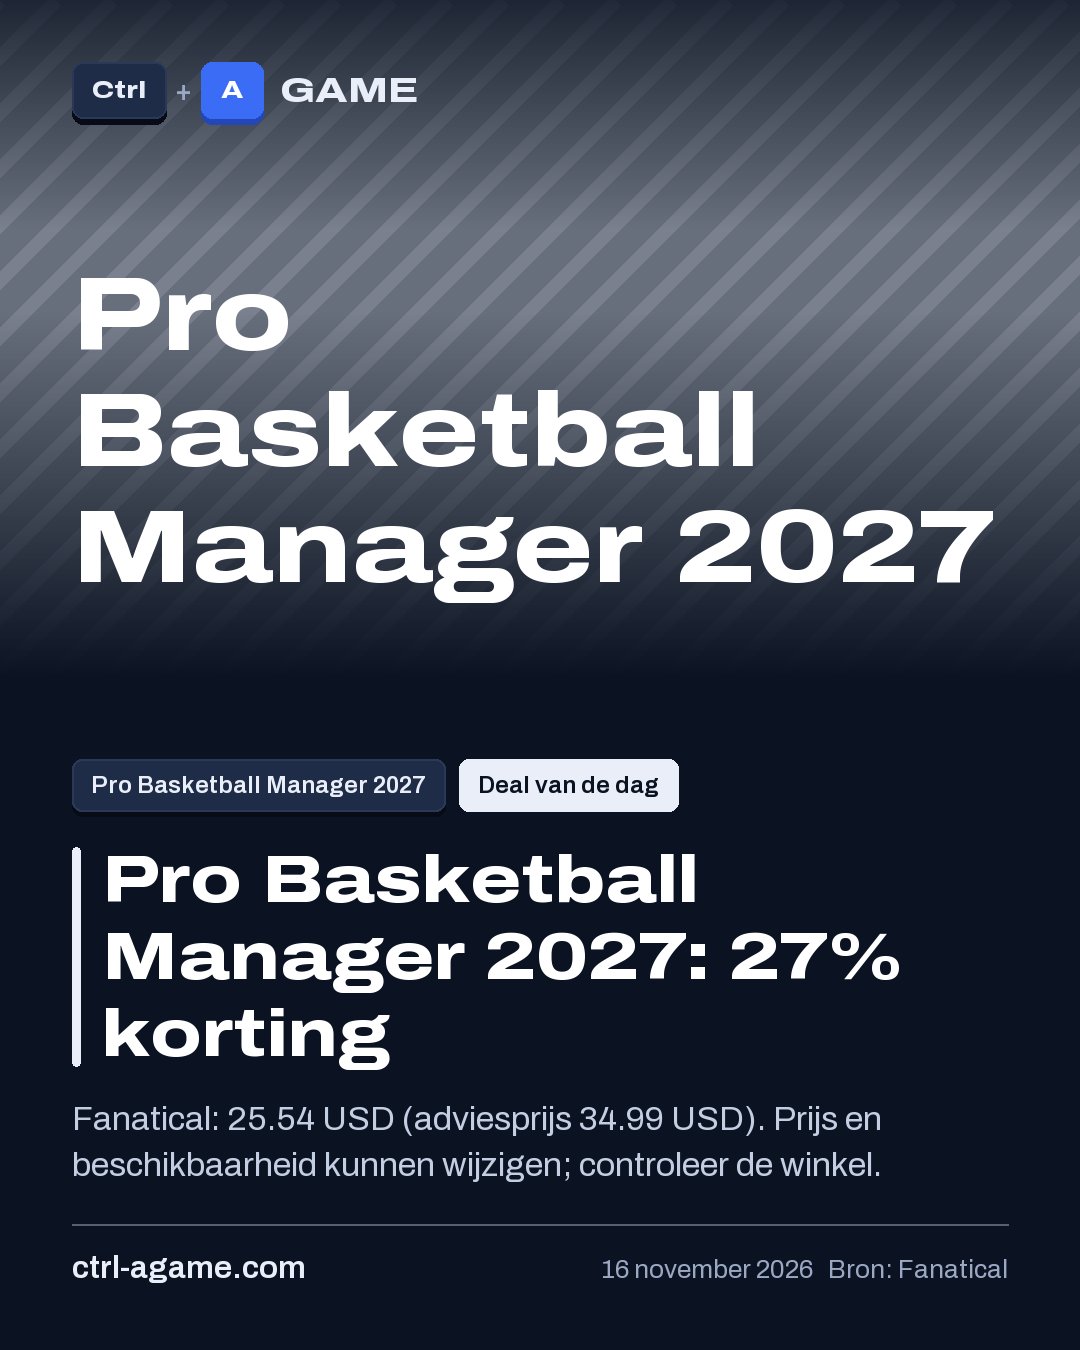 Ctrl + A GAME
Pro
Basketball
Manager 2027
Pro Basketball Manager 2027 Deal van de dag
Pro Basketball
Manager 2027: 27%
korting
Fanatical: 25.54 USD (adviesprijs 34.99 USD). Prijs en
beschikbaarheid kunnen wijzigen; controleer de winkel.
ctrl-agame.com 16 november 2026 Bron: Fanatical